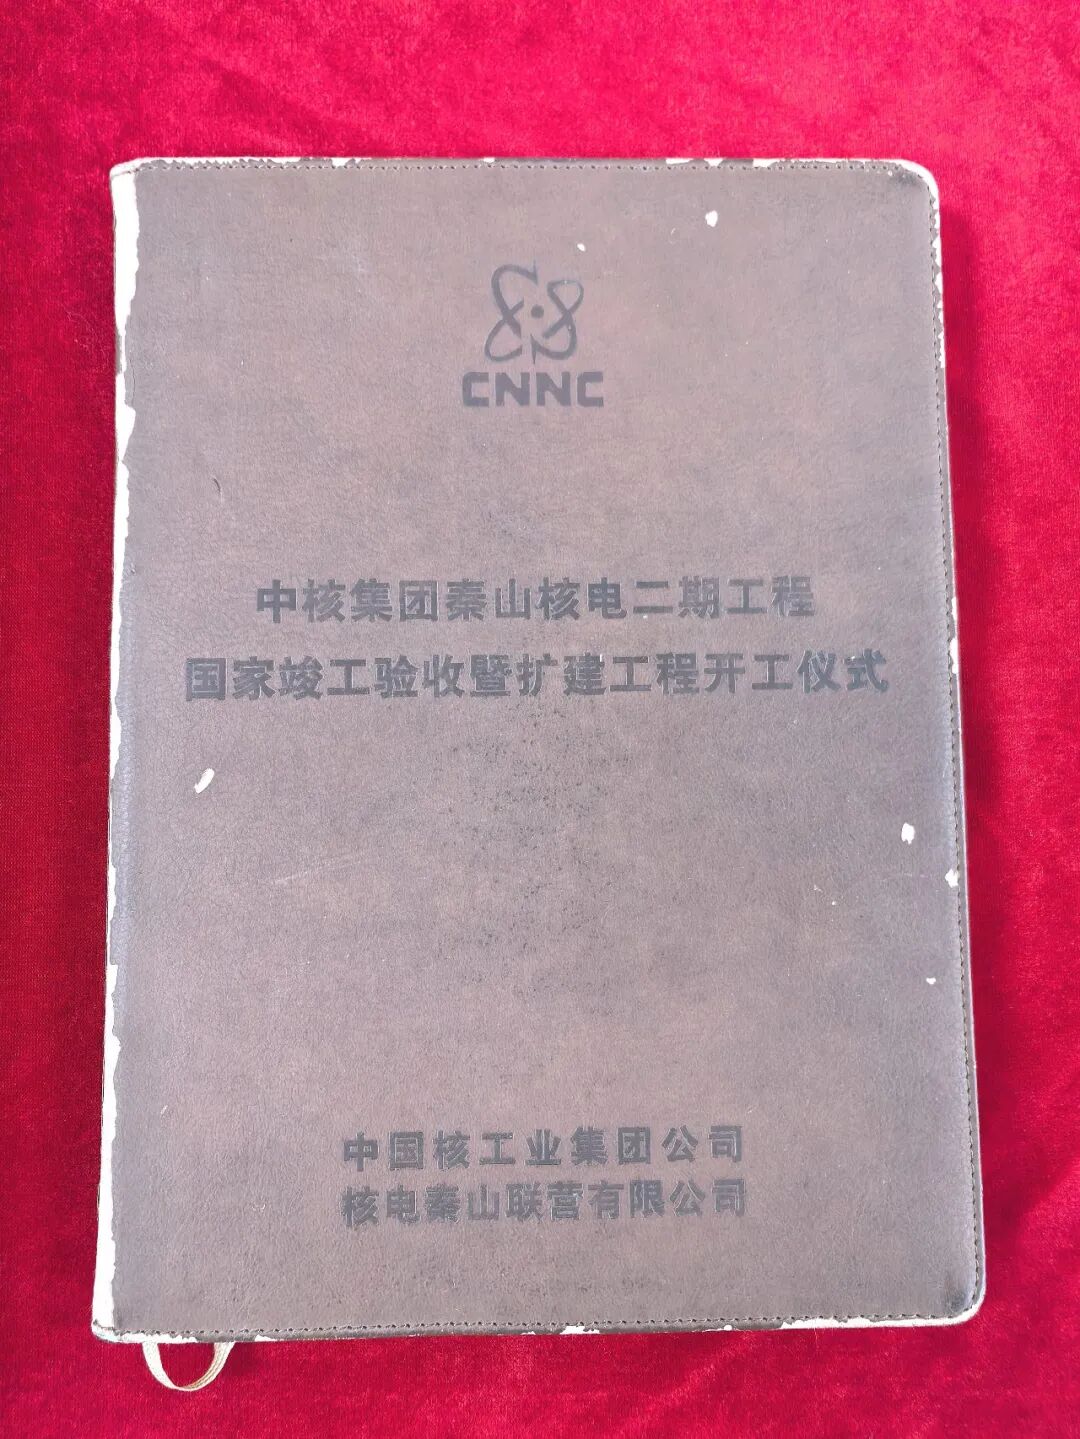 CNNC
中核集团秦山核电二期工程
国家竣工验收暨扩建工程开工仪式
中国核工业集团公司
核电秦山联营有限公司